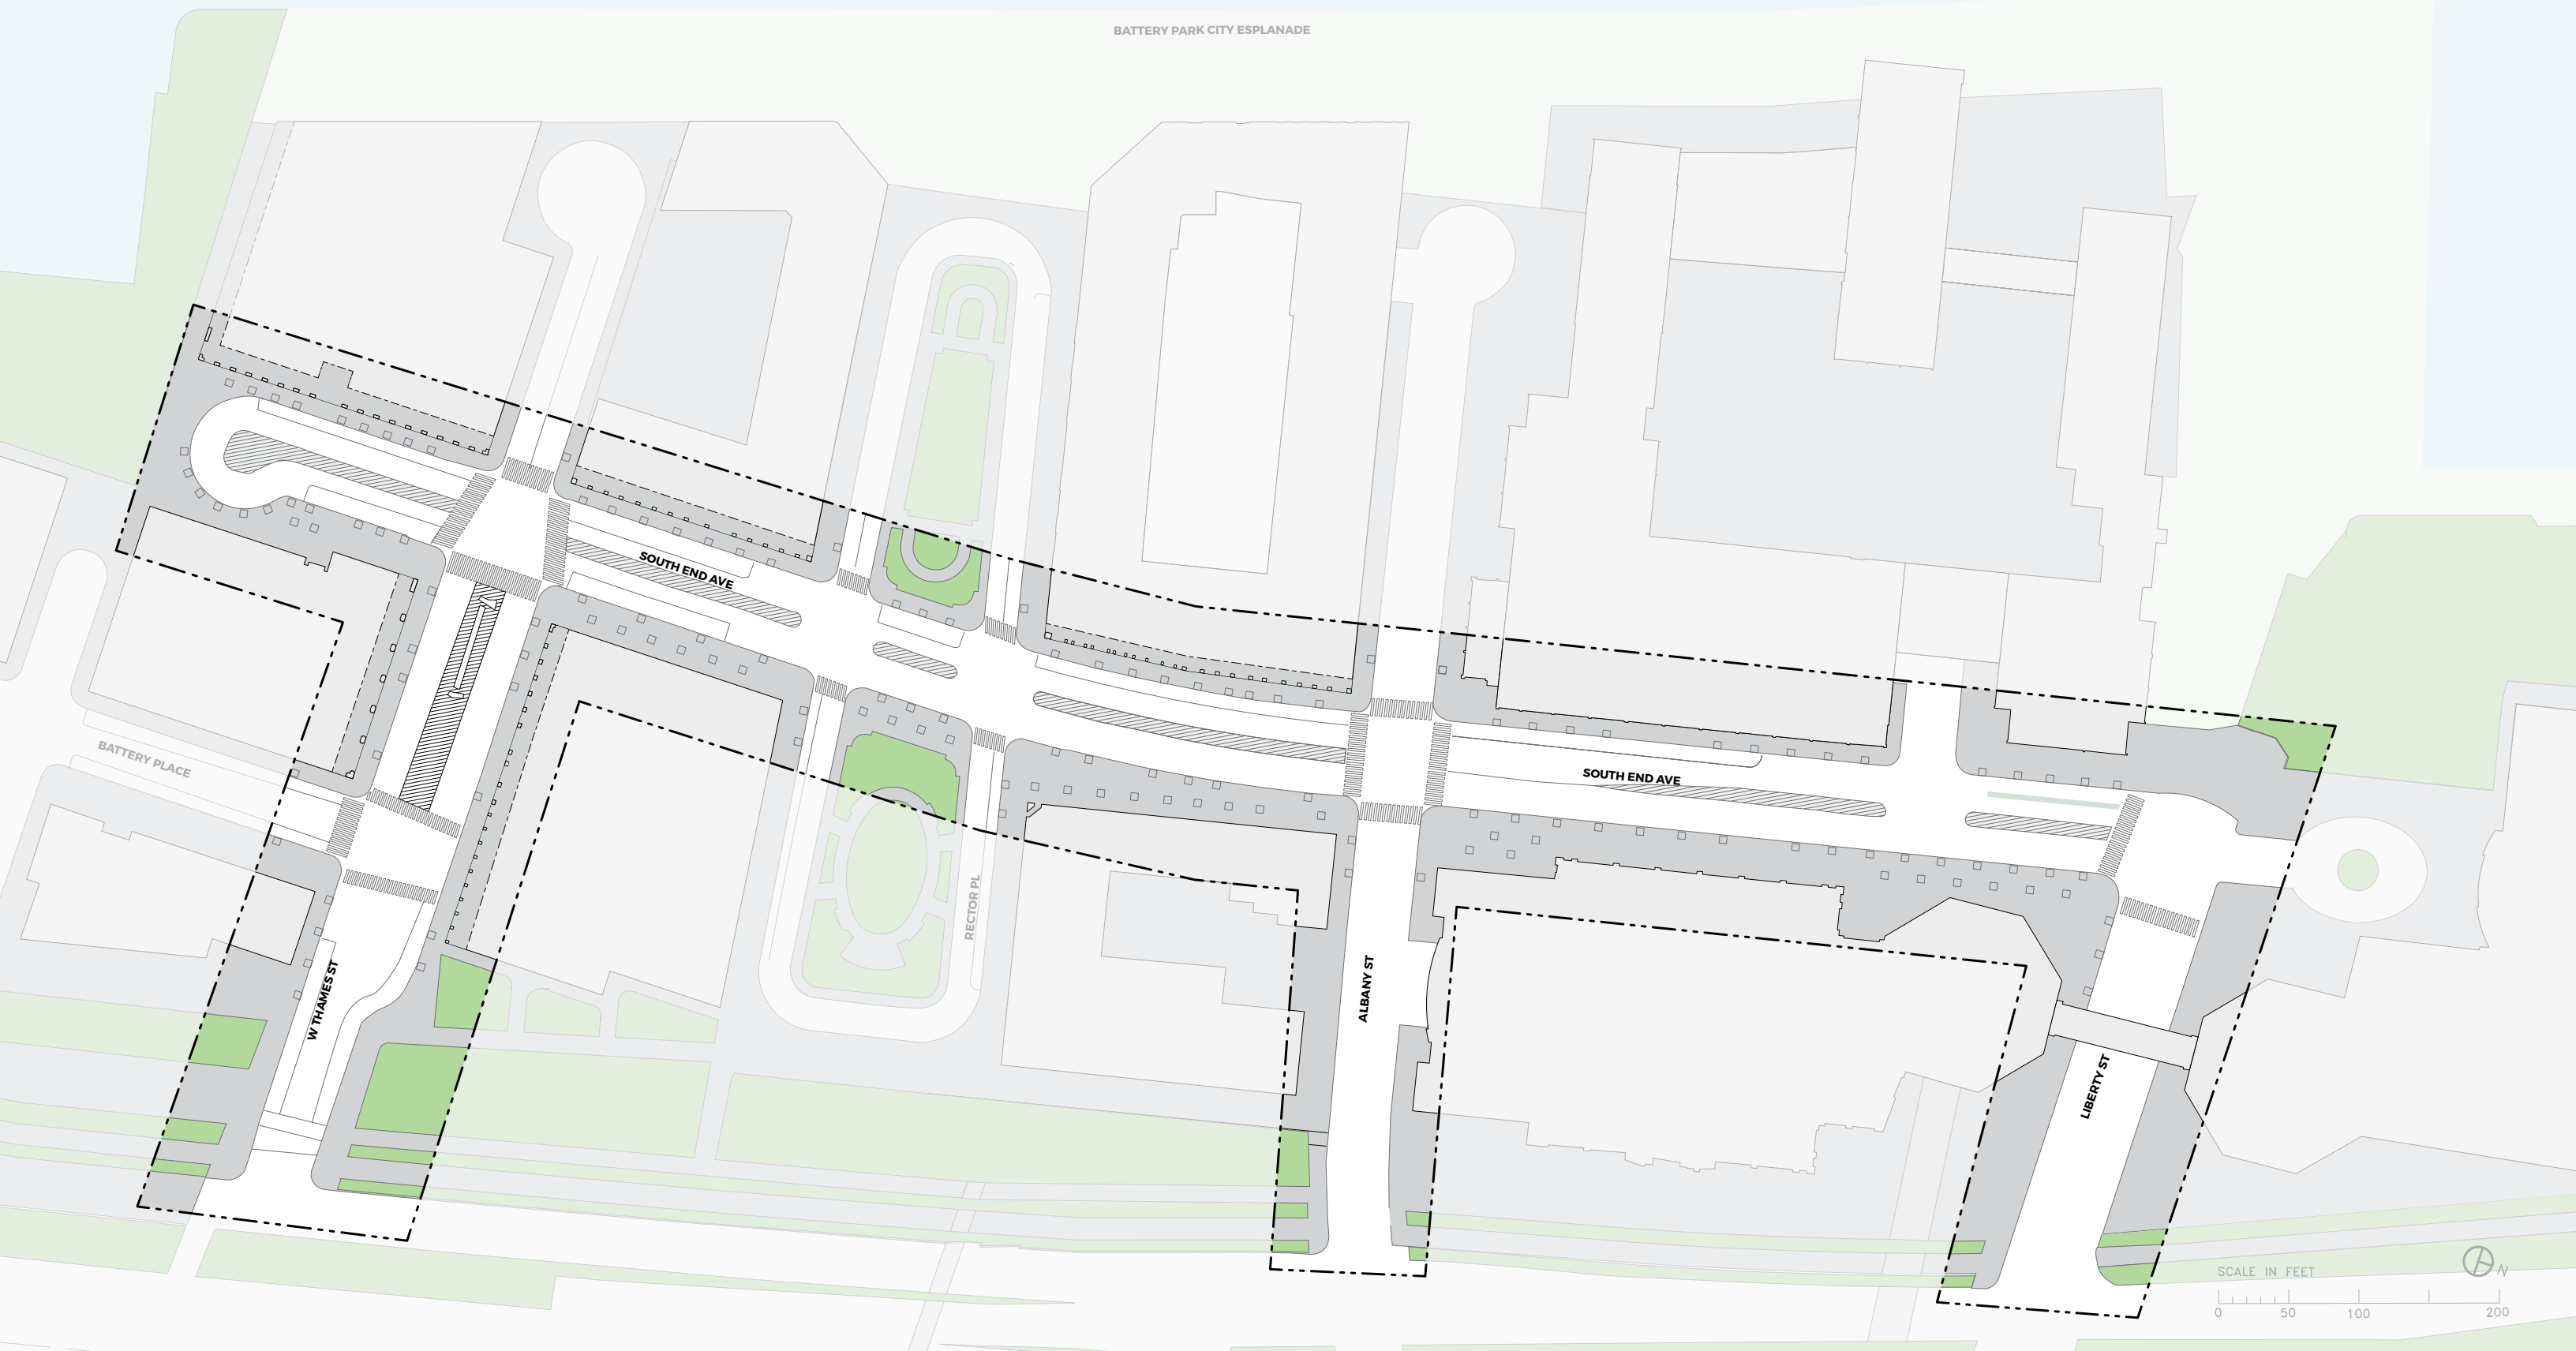 BATTERY PARK CITY ESPLANADE
SOUTH END AVE
BATTERY PLACE
SOUTH END AVE
RECTOR PL
W THAMES ST
ALBANY ST
LIBERTY ST
SCALE IN FEET
N
0 50 100 200